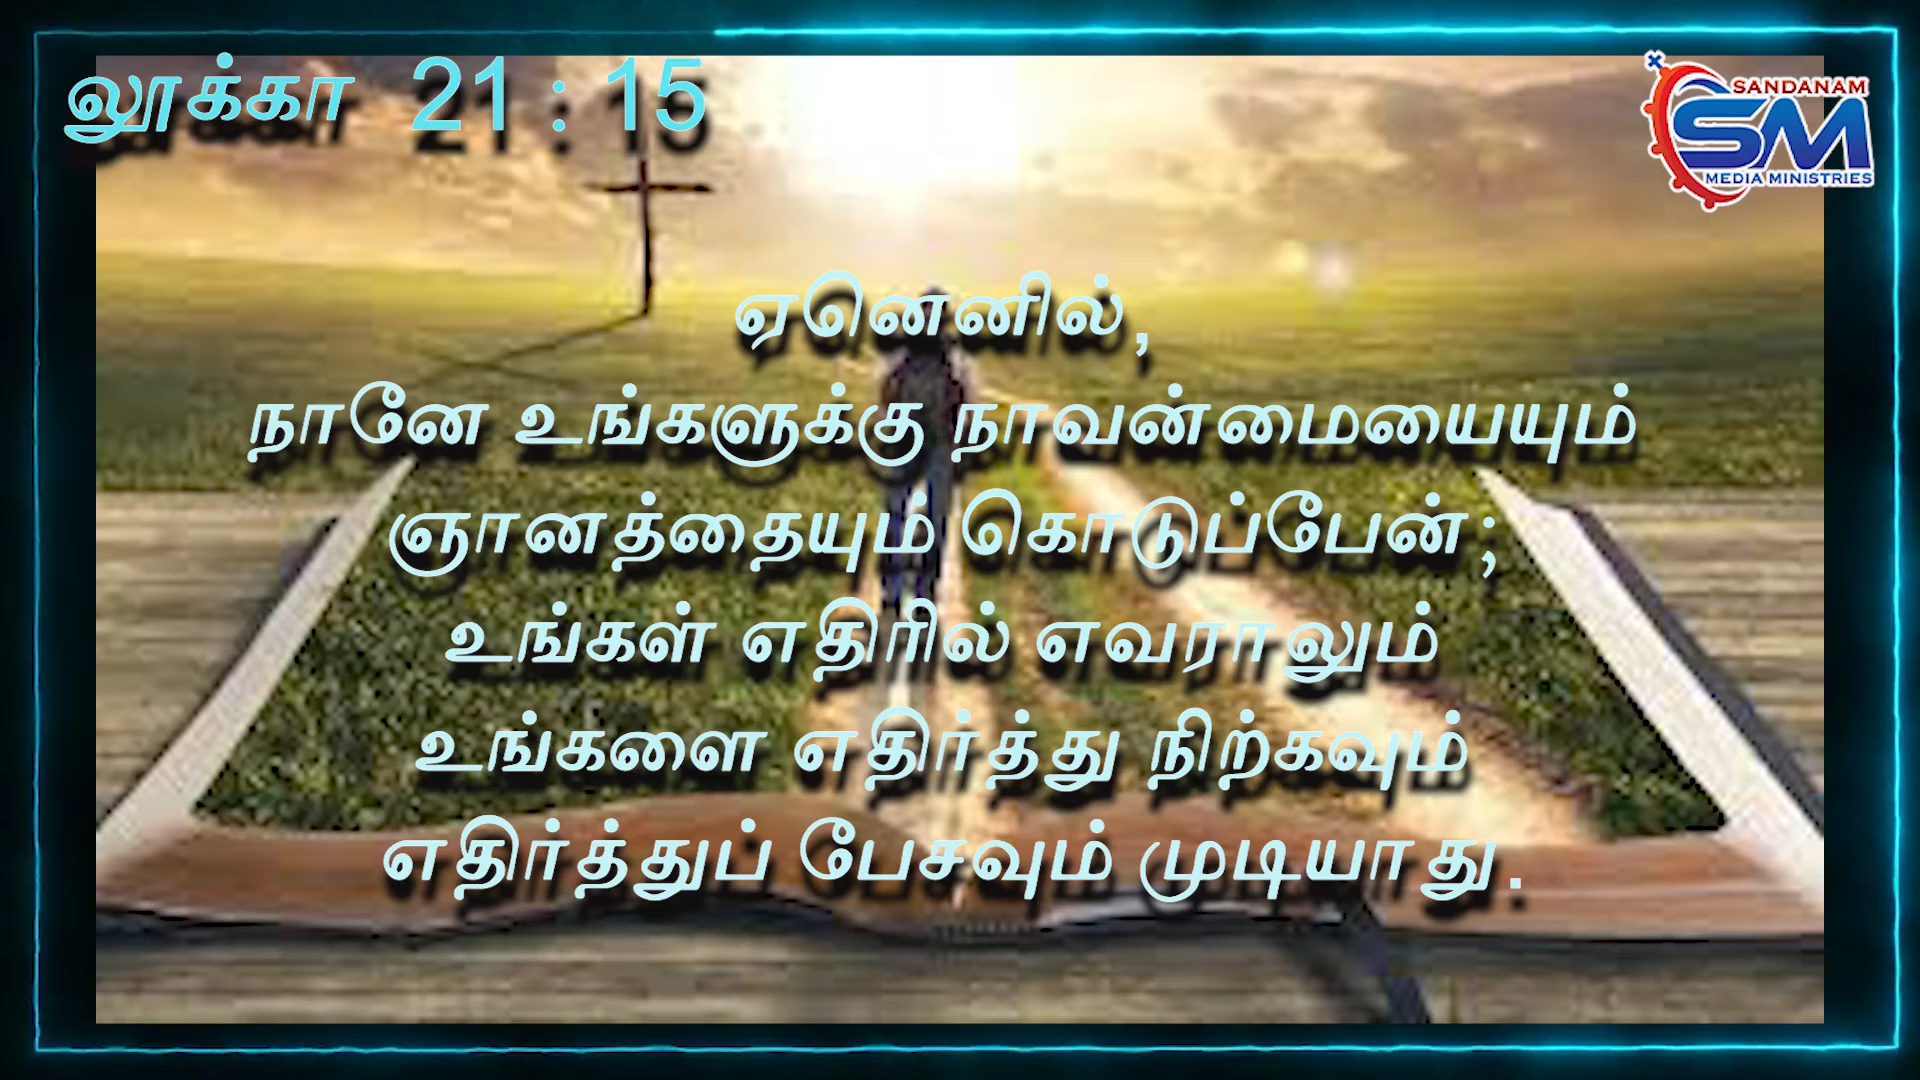 லூக்கா 21 : 15
SANDANAM
SM
MEDIA MINISTRIES
ஏனெனில்,
நானே உங்களுக்கு நாவன்மையையும்
ஞானத்தையும் கொடுப்பேன்;
உங்கள் எதிரில் எவராலும்
உங்களை எதிர்த்து நிற்கவும்
எதிர்த்துப் பேசவும் முடியாது.